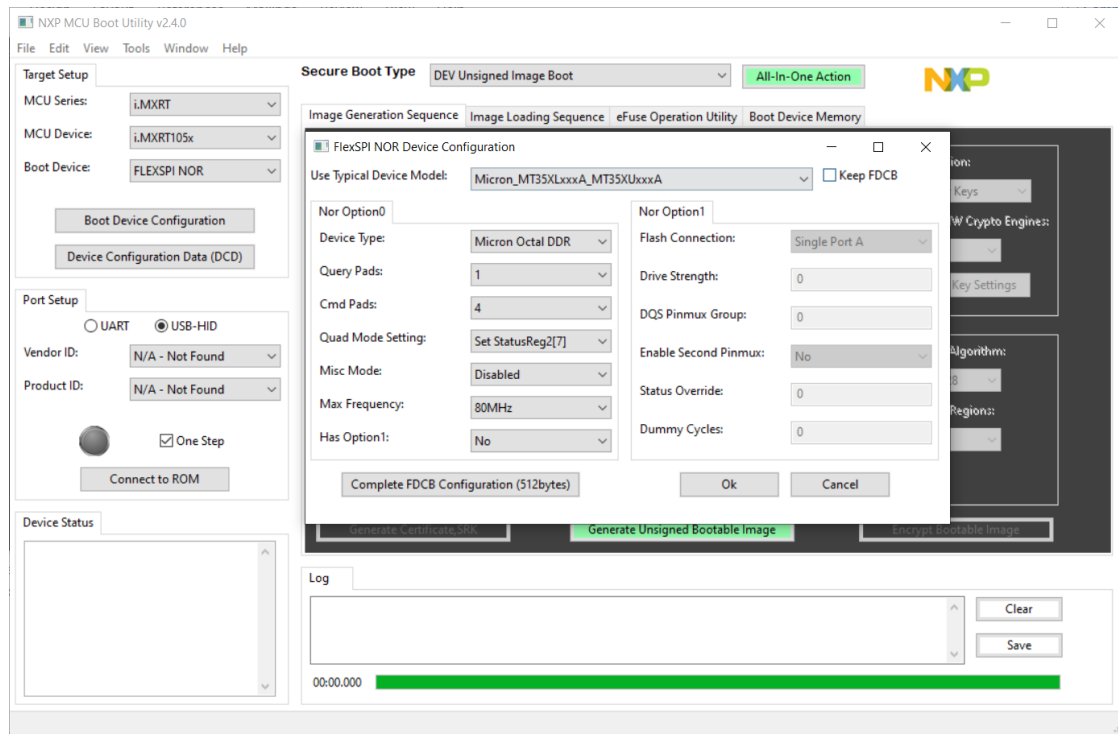 NXP MCU Boot Utility v2.4.0
File Edit View Tools Window Help
Target Setup
MCU Series: i.MXRT
MCU Device: i.MXRT105x
Boot Device: FLEXSPI NOR
Boot Device Configuration
Device Configuration Data (DCD)
Port Setup
UART USB-HID
Vendor ID: N/A - Not Found
Product ID: N/A - Not Found
One Step
Connect to ROM
Device Status
Secure Boot Type DEV Unsigned Image Boot All-In-One Action
NXP
Image Generation Sequence Image Loading Sequence eFuse Operation Utility Boot Device Memory
FlexSPI NOR Device Configuration
Use Typical Device Model: Micron_MT35XLxxxA_MT35XUxxxA Keep FDCB
Nor Option0
Device Type: Micron Octal DDR
Query Pads: 1
Cmd Pads: 4
Quad Mode Setting: Set StatusReg2[7]
Misc Mode: Disabled
Max Frequency: 80MHz
Has Option1: No
Nor Option1
Flash Connection: Single Port A
Drive Strength: 0
DQS Pinmux Group: 0
Enable Second Pinmux: No
Status Override: 0
Dummy Cycles: 0
Complete FDCB Configuration (512bytes) Ok Cancel
ion:
Keys
W Crypto Engines:
Key Settings
Algorithm:
8
Regions:
Generate Certificate,SRK Generate Unsigned Bootable Image Encrypt Bootable Image
Log
Clear
Save
00:00.000